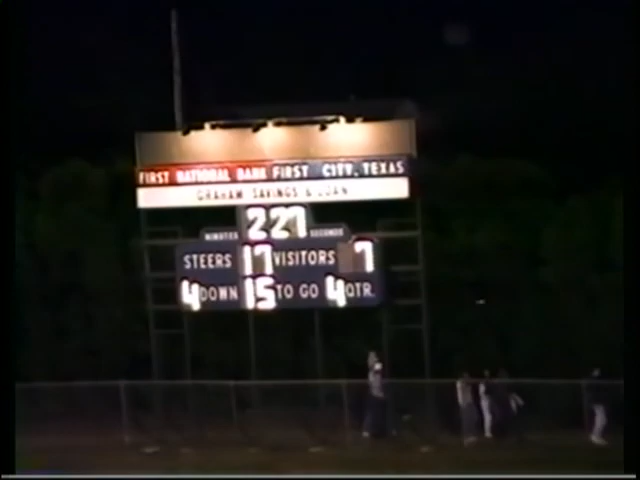 FIRST NATIONAL BANK FIRST CITY, TEXAS
GRAHAM SAVINGS & LOAN
MINUTES 2 27 SECONDS
STEERS 17 VISITORS 7
4 DOWN 15 TO GO 4 QTR.